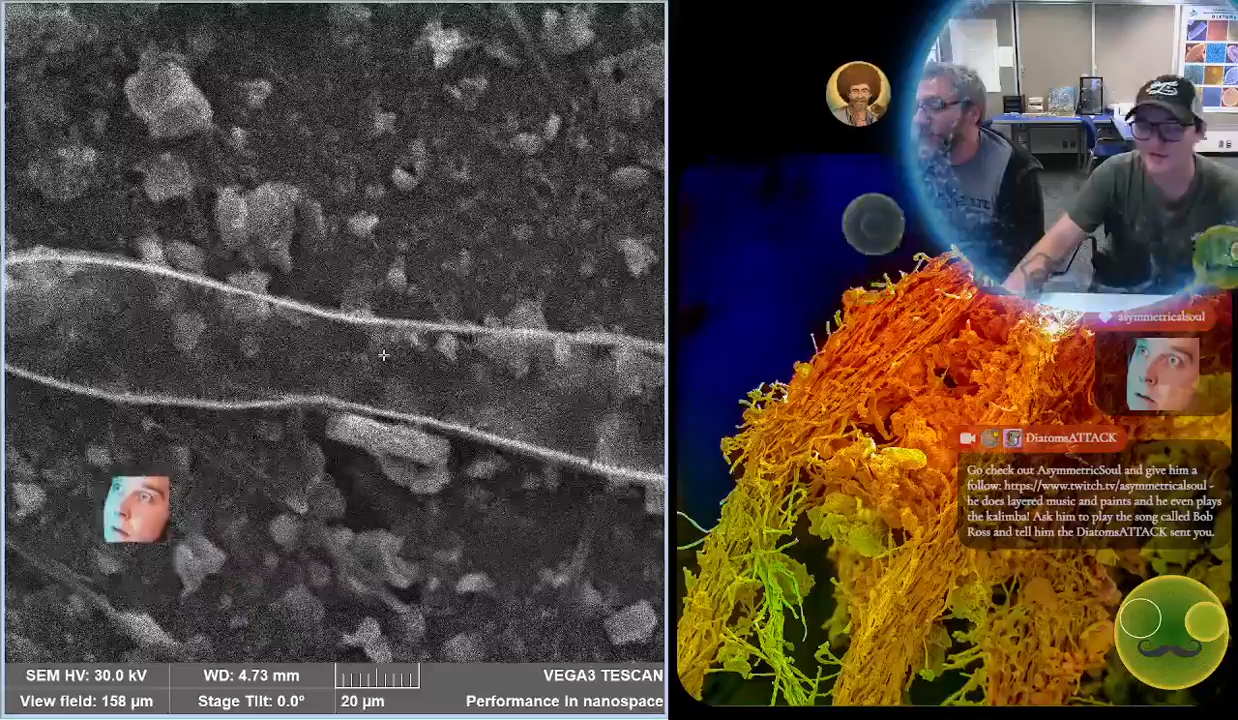 SEM HV: 30.0 kV
WD: 4.73 mm
VEGA3 TESCAN
View field: 158 µm
Stage Tilt: 0.0°
20 µm
Performance in nanospace
asymmetricalsoul
DiatomsATTACK
Go check out AsymmetricSoul and give him a
follow: https://www.twitch.tv/asymmetricalsoul -
he does layered music and paints and he even plays
the kalimba! Ask him to play the song called Bob
Ross and tell him the DiatomsATTACK sent you.